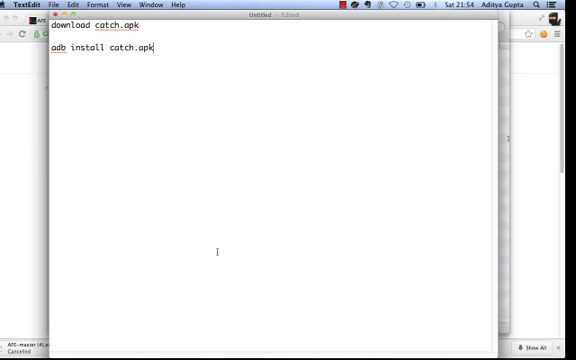 TextEdit File Edit Format View Window Help Sat 21:54 Aditya Gupta
Untitled — Edited
download catch.apk
adb install catch.apk
Cancelled
Show All